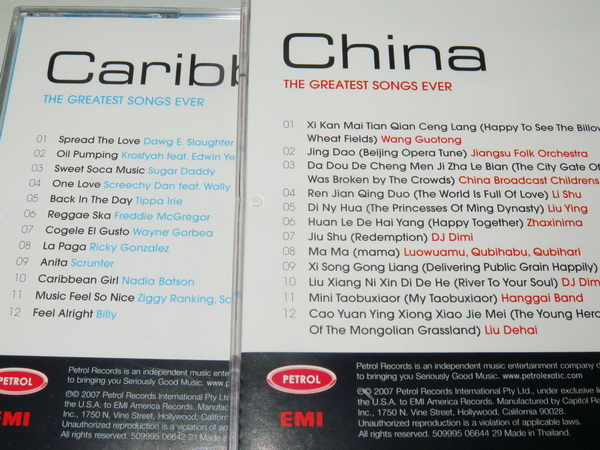 Caribb
THE GREATEST SONGS EVER
01 Spread The Love Dawg E. Slaughter
02 Oil Pumping Krosfyah feat. Edwin Ye
03 Sweet Soca Music Sugar Daddy
04 One Love Screechy Dan feat. Wally
05 Back In The Day Tippa Irie
06 Reggae Ska Freddie McGregor
07 Cogele El Gusto Wayne Gorbea
08 La Paga Ricky Gonzalez
09 Anita Scrunter
10 Caribbean Girl Nadia Batson
11 Music Feel So Nice Ziggy Ranking, Sc
12 Feel Alright Billy
PETROL
EMI
Petrol Records is an independent music enter
to bringing you Seriously Good Music. www.p
©℗ 2007 Petrol Records International Pty Ltd., und
the U.S.A. to EMI America Records. Manufac
Inc., 1750 N. Vine Street, Hollywood, Californ
Unauthorized reproduction is a violation of a
All rights reserved. 509995 06642 21 Made in
China
THE GREATEST SONGS EVER
01 Xi Kan Mai Tian Qian Ceng Lang (Happy To See The Billow
Wheat Fields) Wang Guotong
02 Jing Dao (Beijing Opera Tune) Jiangsu Folk Orchestra
03 Da Dou De Cheng Men Ji Zha Le Bian (The City Gate Of
Was Broken by The Crowds) China Broadcast Childrens
04 Ren Jian Qing Duo (The World Is Full Of Love) Li Shu
05 Di Ny Hua (The Princesses Of Ming Dynasty) Liu Ying
06 Huan Le De Hai Yang (Happy Together) Zhaxinima
07 Jiu Shu (Redemption) DJ Dimi
08 Ma Ma (mama) Luowuamu, Qubihabu, Qubihari
09 Xi Song Gong Liang (Delivering Public Grain Happily)
10 Liu Xiang Ni Xin Di De He (River To Your Soul) DJ Dim
11 Mini Taobuxiaor (My Taobuxiaor) Hanggai Band
12 Cao Yuan Ying Xiong Xiao Jie Mei (The Young Hero
Of The Mongolian Grassland) Liu Dehai
PETROL
EMI
Petrol Records is an independent music entertainment company d
to bringing you Seriously Good Music. www.petrolexotic.com
©℗ 2007 Petrol Records International Pty Ltd., under exclusive li
the U.S.A. to EMI America Records. Manufactured by Capitol Re
Inc., 1750 N. Vine Street, Hollywood, California 90028.
Unauthorized reproduction is a violation of applicable laws.
All rights reserved. 509995 06644 29 Made in Thailand.